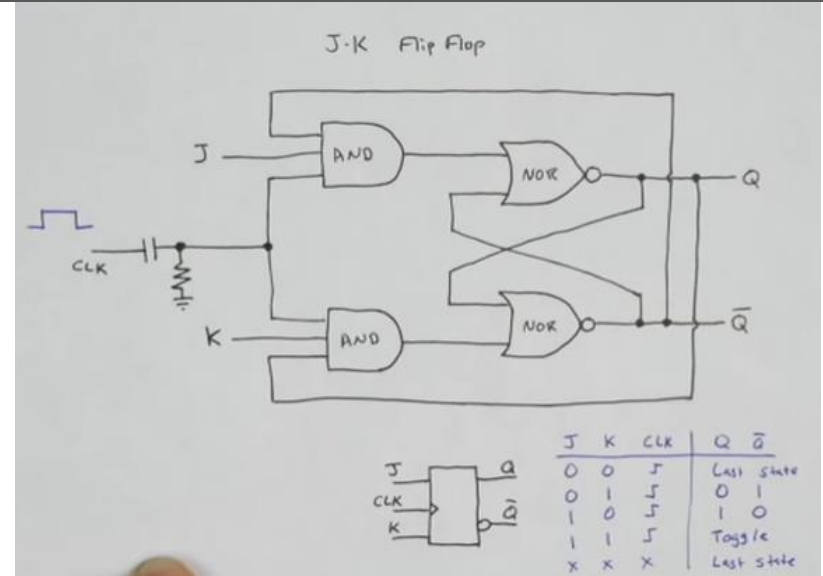 J-K Flip Flop
J
AND
NOR
Q
CLK
K
AND
NOR
Q̅
J
Q
CLK
K
Q̅
J K CLK Q Q̅
0 0 ⎍ Last state
0 1 ⎍ 0 1
1 0 ⎍ 1 0
1 1 ⎍ Toggle
x x x Last state